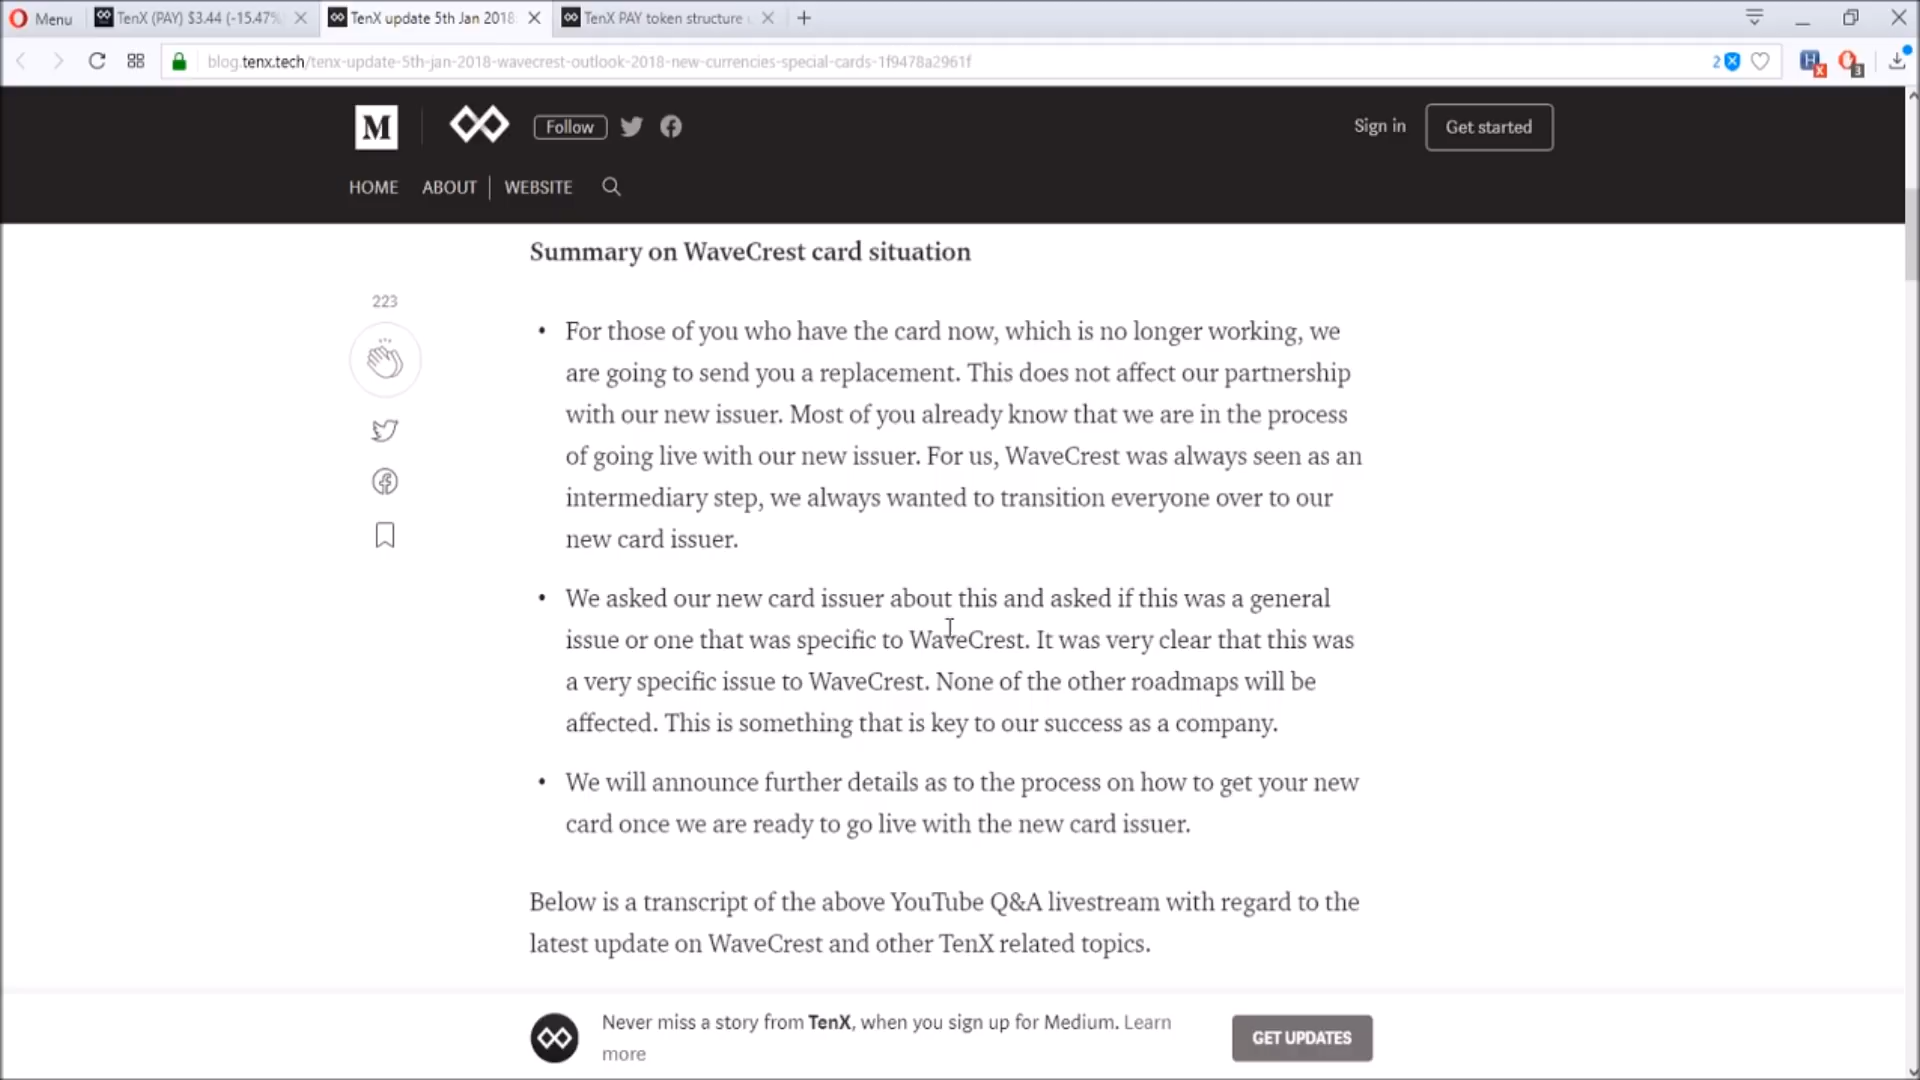 Menu
TenX (PAY) $3.44 (-15.47%
TenX update 5th Jan 2018
TenX PAY token structure
blog.tenx.tech/tenx-update-5th-jan-2018-wavecrest-outlook-2018-new-currencies-special-cards-1f9478a2961f
2
3
M
Follow
Sign in
Get started
HOME
ABOUT
WEBSITE
Summary on WaveCrest card situation
223
• For those of you who have the card now, which is no longer working, we
are going to send you a replacement. This does not affect our partnership
with our new issuer. Most of you already know that we are in the process
of going live with our new issuer. For us, WaveCrest was always seen as an
intermediary step, we always wanted to transition everyone over to our
new card issuer.
• We asked our new card issuer about this and asked if this was a general
issue or one that was specific to WaveCrest. It was very clear that this was
a very specific issue to WaveCrest. None of the other roadmaps will be
affected. This is something that is key to our success as a company.
• We will announce further details as to the process on how to get your new
card once we are ready to go live with the new card issuer.
Below is a transcript of the above YouTube Q&A livestream with regard to the
latest update on WaveCrest and other TenX related topics.
Never miss a story from TenX, when you sign up for Medium. Learn
more
GET UPDATES